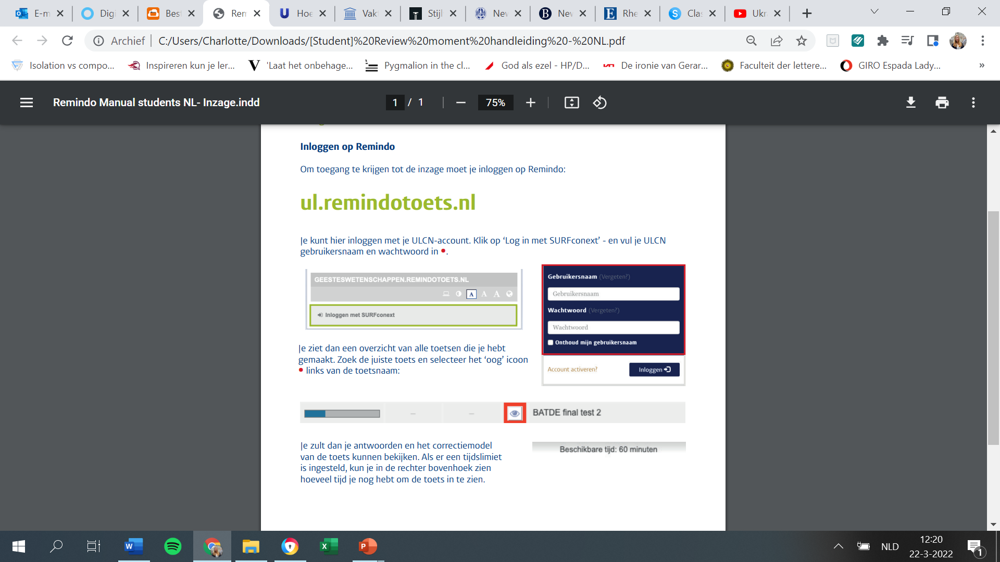 E-m
Digi
Best
Rem
Hoe
Vak
Stijl
Nev
Nev
Rhe
Clas
Ukr
Archief
C:/Users/Charlotte/Downloads/[Student]%20Review%20moment%20handleiding%20-%20NL.pdf
Isolation vs compo...
Inspireren kun je ler...
'Laat het onbehage...
Pygmalion in the cl...
God als ezel - HP/D...
De ironie van Gerar...
Faculteit der lettere...
GIRO Espada Lady...
»
Remindo Manual students NL- Inzage.indd
1 / 1
75%
Inloggen op Remindo
Om toegang te krijgen tot de inzage moet je inloggen op Remindo:
ul.remindotoets.nl
Je kunt hier inloggen met je ULCN-account. Klik op ‘Log in met SURFconext’ - en vul je ULCN
gebruikersnaam en wachtwoord in •.
GEESTESWETENSCHAPPEN.REMINDOTOETS.NL
A A A
Inloggen met SURFconext
Gebruikersnaam (Vergeten?)
Gebruikersnaam
Wachtwoord (Vergeten?)
Wachtwoord
Onthoud mijn gebruikersnaam
Account activeren?
Inloggen
Je ziet dan een overzicht van alle toetsen die je hebt
gemaakt. Zoek de juiste toets en selecteer het ‘oog’ icoon
• links van de toetsnaam:
– –
BATDE final test 2
Je zult dan je antwoorden en het correctiemodel
van de toets kunnen bekijken. Als er een tijdslimiet
is ingesteld, kun je in de rechter bovenhoek zien
hoeveel tijd je nog hebt om de toets in te zien.
Beschikbare tijd: 60 minuten
NLD
12:20
22-3-2022
1